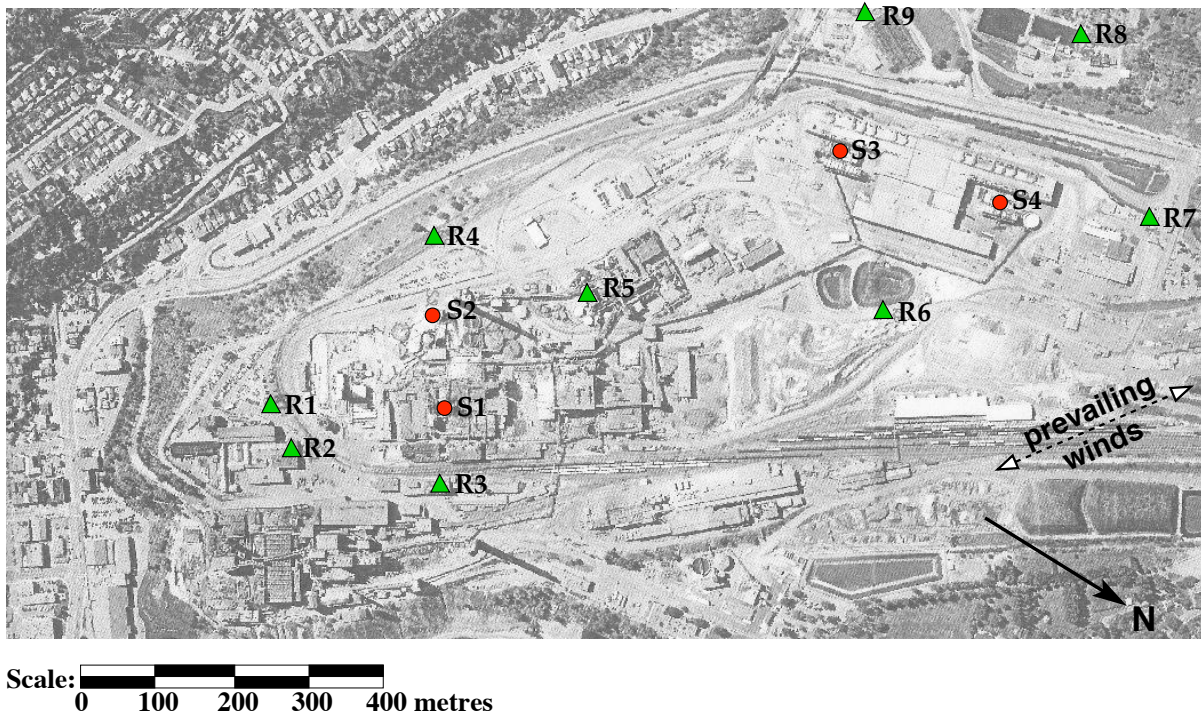 R9
R8
S3
S4
R7
R4
R5
S2
R6
R1
S1
prevailing
winds
R2
R3
N
Scale:
0 100 200 300 400 metres